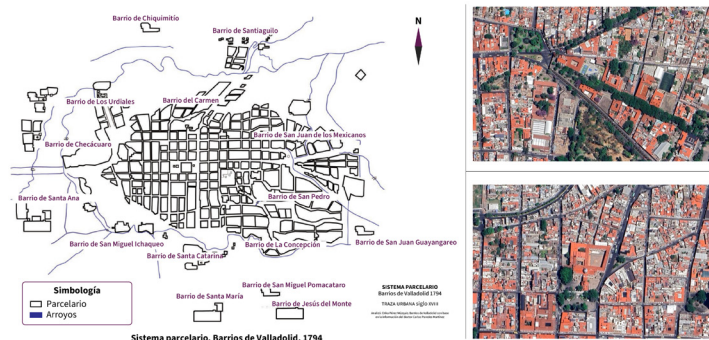 Barrio de Chiquimitío
Barrio de Santiaguilo
N
Barrio de Los Urdiales
Barrio del Carmen
Barrio de San Juan de los Mexicanos
Barrio de Checácuaro
Barrio de Santa Ana
Barrio de San Pedro
Barrio de San Miguel Ichaqueo
Barrio de La Concepción
Barrio de San Juan Guayangareo
Barrio de Santa Catarina
Barrio de San Miguel Pomacataro
Barrio de Santa María
Barrio de Jesús del Monte
Simbología
Parcelario
Arroyos
SISTEMA PARCELARIO
Barrios de Valladolid 1794
TRAZA URBANA siglo XVIII
Sistema parcelario. Barrios de Valladolid, 1794